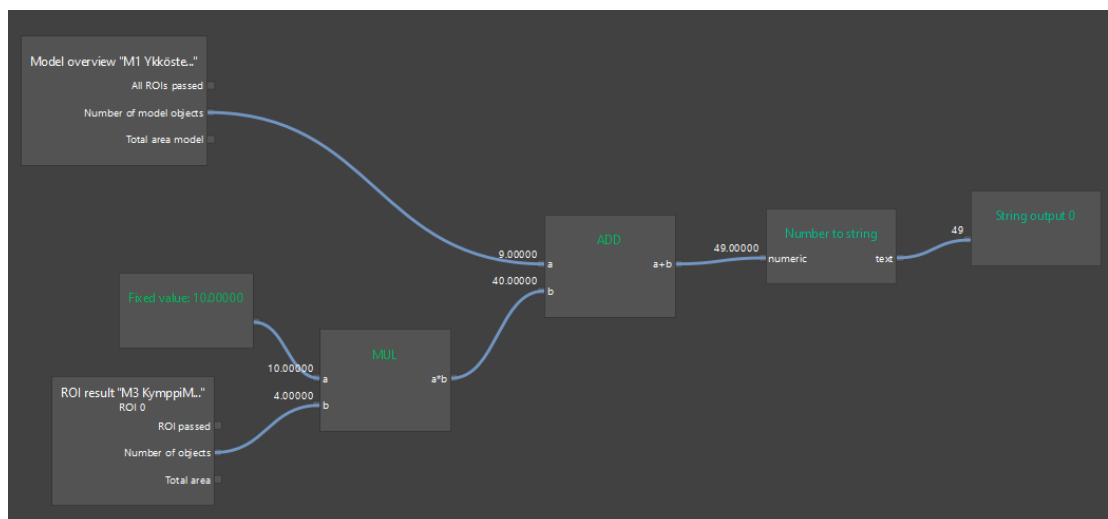 Model overview "M1 Ykköste..."
All ROIs passed
Number of model objects
Total area model
Fixed value: 10.00000
ROI result "M3 KymppiM..."
ROI 0
ROI passed
Number of objects
Total area
10.00000
4.00000
MUL
a
b
a*b
9.00000
40.00000
ADD
a
b
a+b
49.00000
Number to string
numeric
text
49
String output 0